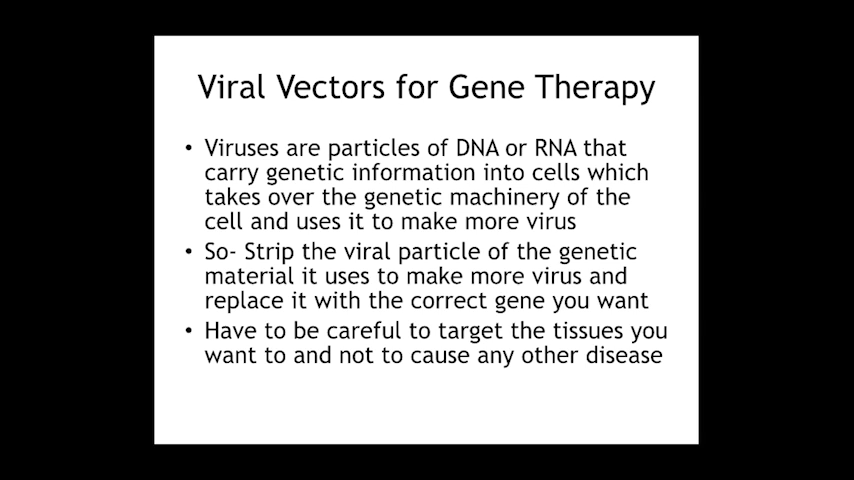 Viral Vectors for Gene Therapy
• Viruses are particles of DNA or RNA that
carry genetic information into cells which
takes over the genetic machinery of the
cell and uses it to make more virus
• So- Strip the viral particle of the genetic
material it uses to make more virus and
replace it with the correct gene you want
• Have to be careful to target the tissues you
want to and not to cause any other disease